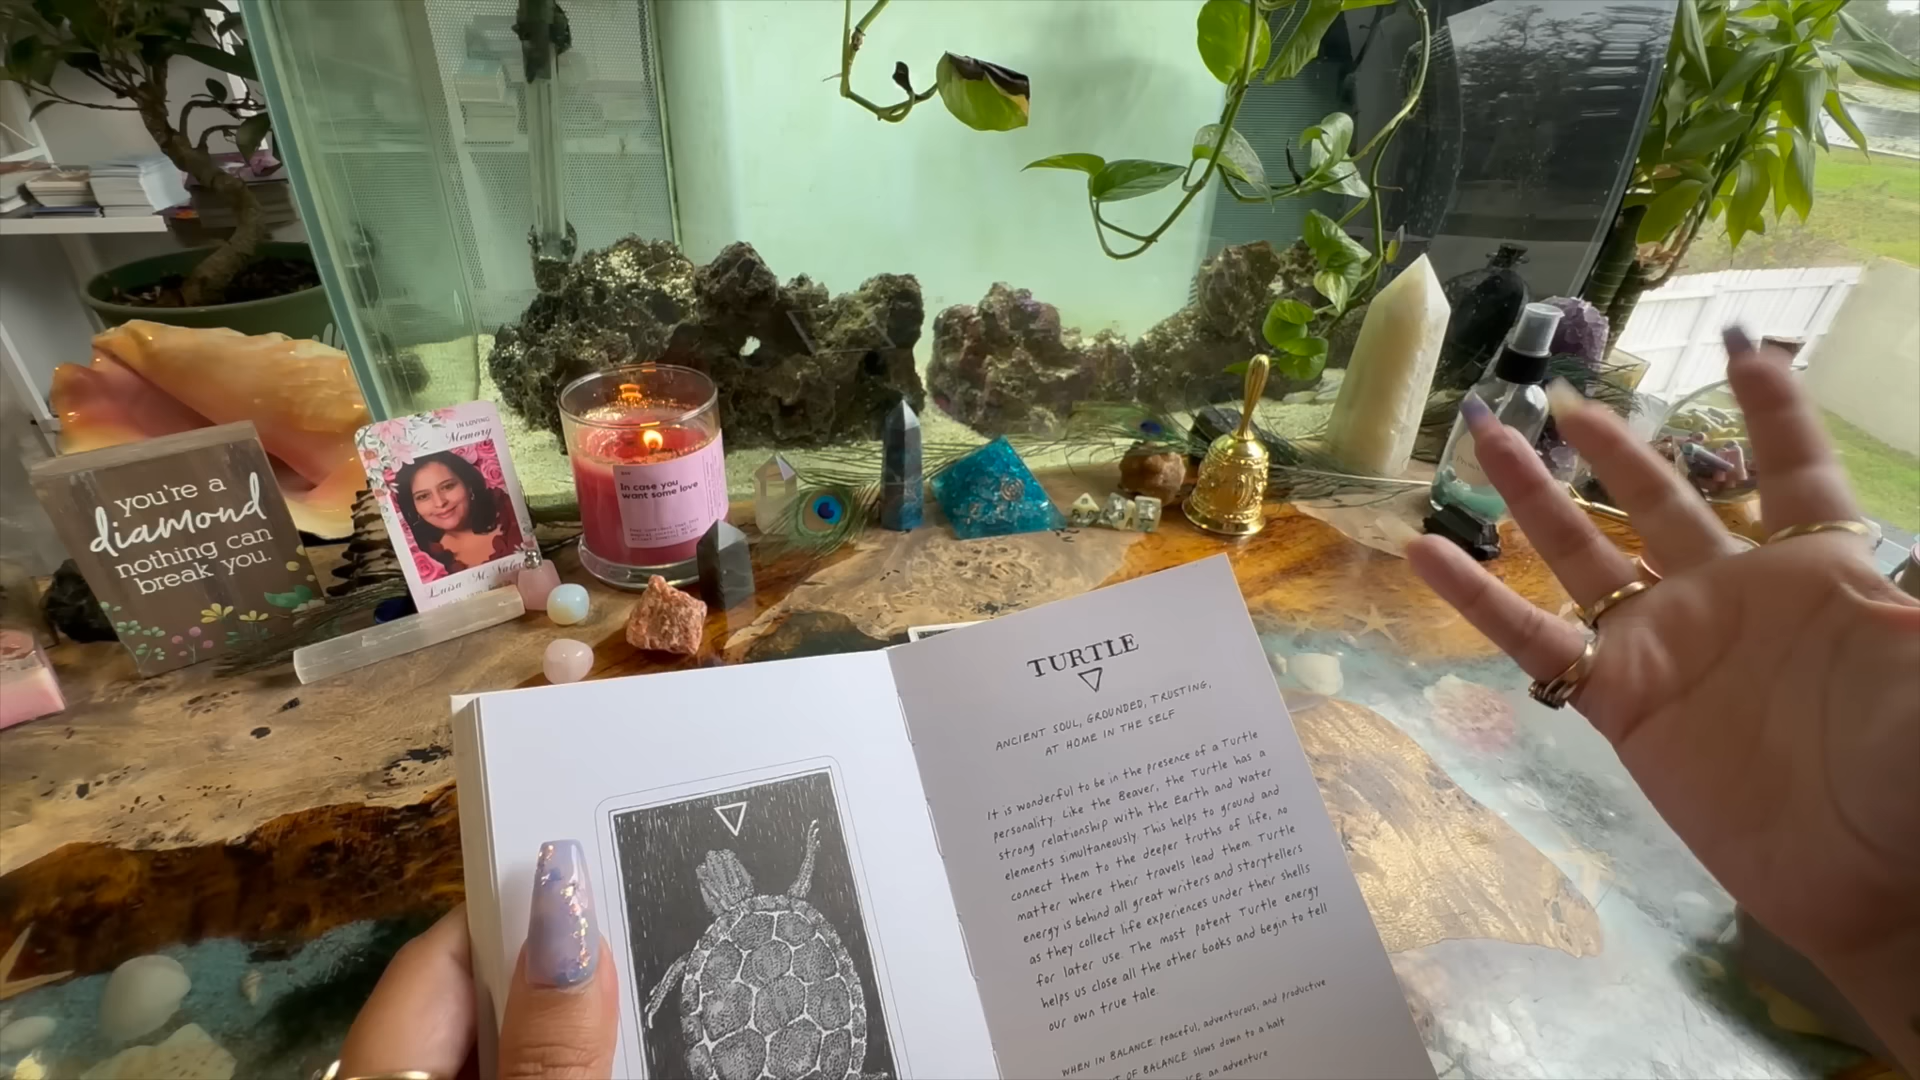 you're a
diamond
nothing can
break you.
IN LOVING
Memory
Luisa M.
In case you
want some love
TURTLE
ANCIENT SOUL, GROUNDED, TRUSTING,
AT HOME IN THE SELF
It is wonderful to be in the presence of a Turtle
personality. Like the Beaver, the Turtle has a
strong relationship with the Earth and Water
elements simultaneously. This helps to ground and
connect them to the deeper truths of life, no
matter where their travels lead them. Turtle
energy is behind all great writers and storytellers
as they collect life experiences under their shells
for later use. The most potent Turtle energy
helps us close all the other books and begin to tell
our own true tale.
WHEN IN BALANCE peaceful, adventurous, and productive
OF BALANCE slows down to a halt
an adventure